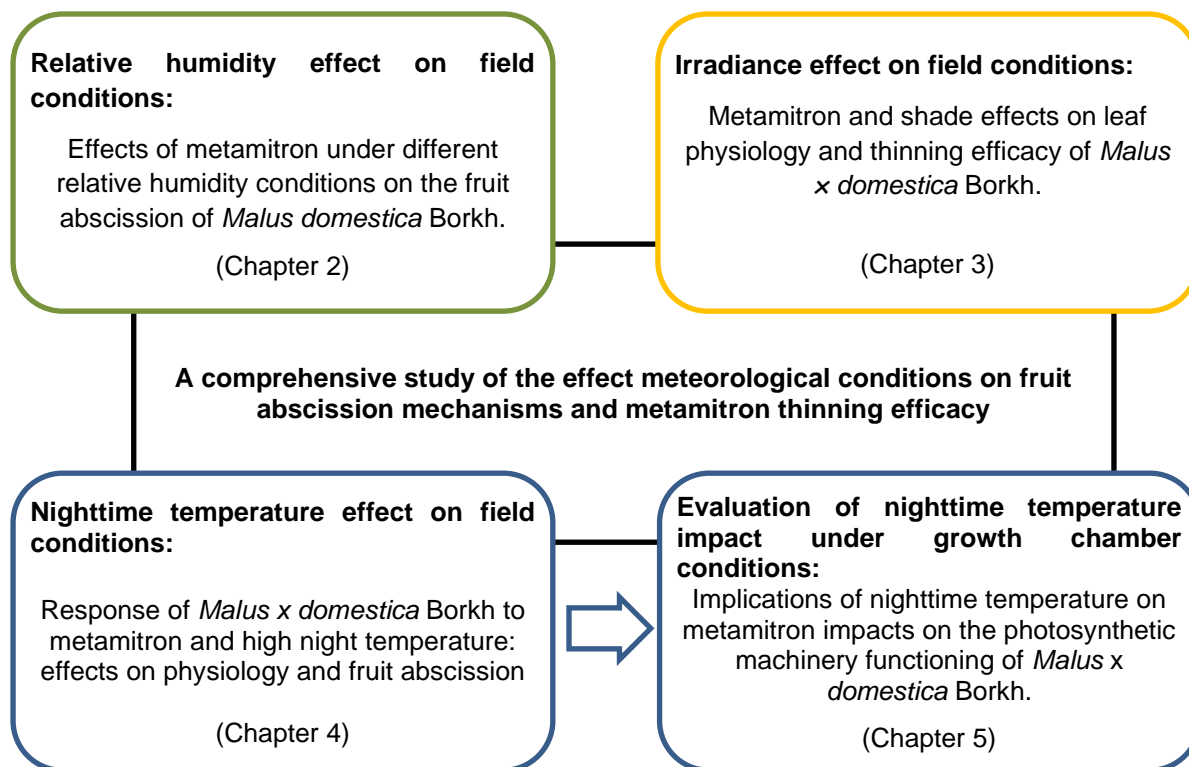 Relative humidity effect on field
conditions:
Effects of metamitron under different
relative humidity conditions on the fruit
abscission of Malus domestica Borkh.
(Chapter 2)
Irradiance effect on field conditions:
Metamitron and shade effects on leaf
physiology and thinning efficacy of Malus
× domestica Borkh.
(Chapter 3)
A comprehensive study of the effect meteorological conditions on fruit
abscission mechanisms and metamitron thinning efficacy
Nighttime temperature effect on field
conditions:
Response of Malus x domestica Borkh to
metamitron and high night temperature:
effects on physiology and fruit abscission
(Chapter 4)
Evaluation of nighttime temperature
impact under growth chamber
conditions:
Implications of nighttime temperature on
metamitron impacts on the photosynthetic
machinery functioning of Malus x
domestica Borkh.
(Chapter 5)